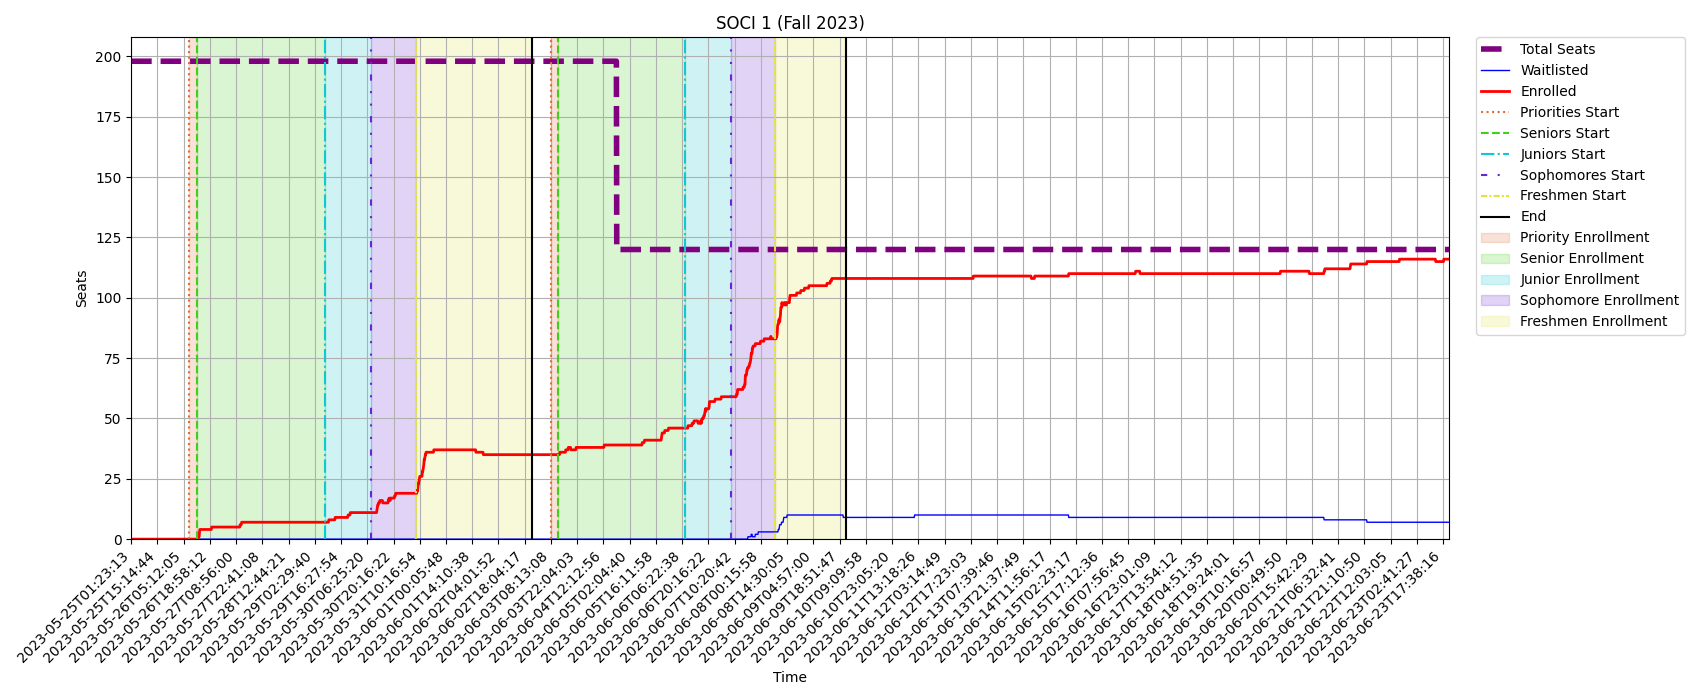 SOCI 1 (Fall 2023)
Seats
200
175
150
125
100
75
50
25
0
2023-05-25T01:23:13
2023-05-25T15:14:44
2023-05-26T05:12:05
2023-05-26T18:58:12
2023-05-27T08:56:00
2023-05-27T22:41:08
2023-05-28T12:44:21
2023-05-29T02:29:40
2023-05-29T16:27:54
2023-05-30T06:25:20
2023-05-30T20:16:22
2023-05-31T10:16:54
2023-06-01T00:05:48
2023-06-01T14:10:38
2023-06-02T04:01:52
2023-06-02T18:04:17
2023-06-03T08:13:08
2023-06-03T22:04:03
2023-06-04T12:12:56
2023-06-05T02:04:40
2023-06-05T16:11:58
2023-06-06T06:22:38
2023-06-06T20:16:22
2023-06-07T10:20:42
2023-06-08T00:15:58
2023-06-08T14:30:05
2023-06-09T04:57:00
2023-06-09T18:51:47
2023-06-10T09:09:58
2023-06-10T23:05:20
2023-06-11T13:18:26
2023-06-12T03:14:49
2023-06-12T17:23:03
2023-06-13T07:39:46
2023-06-13T21:37:49
2023-06-14T11:56:17
2023-06-15T02:23:17
2023-06-15T17:12:36
2023-06-16T07:56:45
2023-06-16T23:01:09
2023-06-17T13:54:12
2023-06-18T04:51:35
2023-06-18T19:24:01
2023-06-19T10:16:57
2023-06-20T00:49:50
2023-06-20T15:42:29
2023-06-21T06:32:41
2023-06-21T21:10:50
2023-06-22T12:03:05
2023-06-23T02:41:27
2023-06-23T17:38:16
Time
Total Seats
Waitlisted
Enrolled
Priorities Start
Seniors Start
Juniors Start
Sophomores Start
Freshmen Start
End
Priority Enrollment
Senior Enrollment
Junior Enrollment
Sophomore Enrollment
Freshmen Enrollment